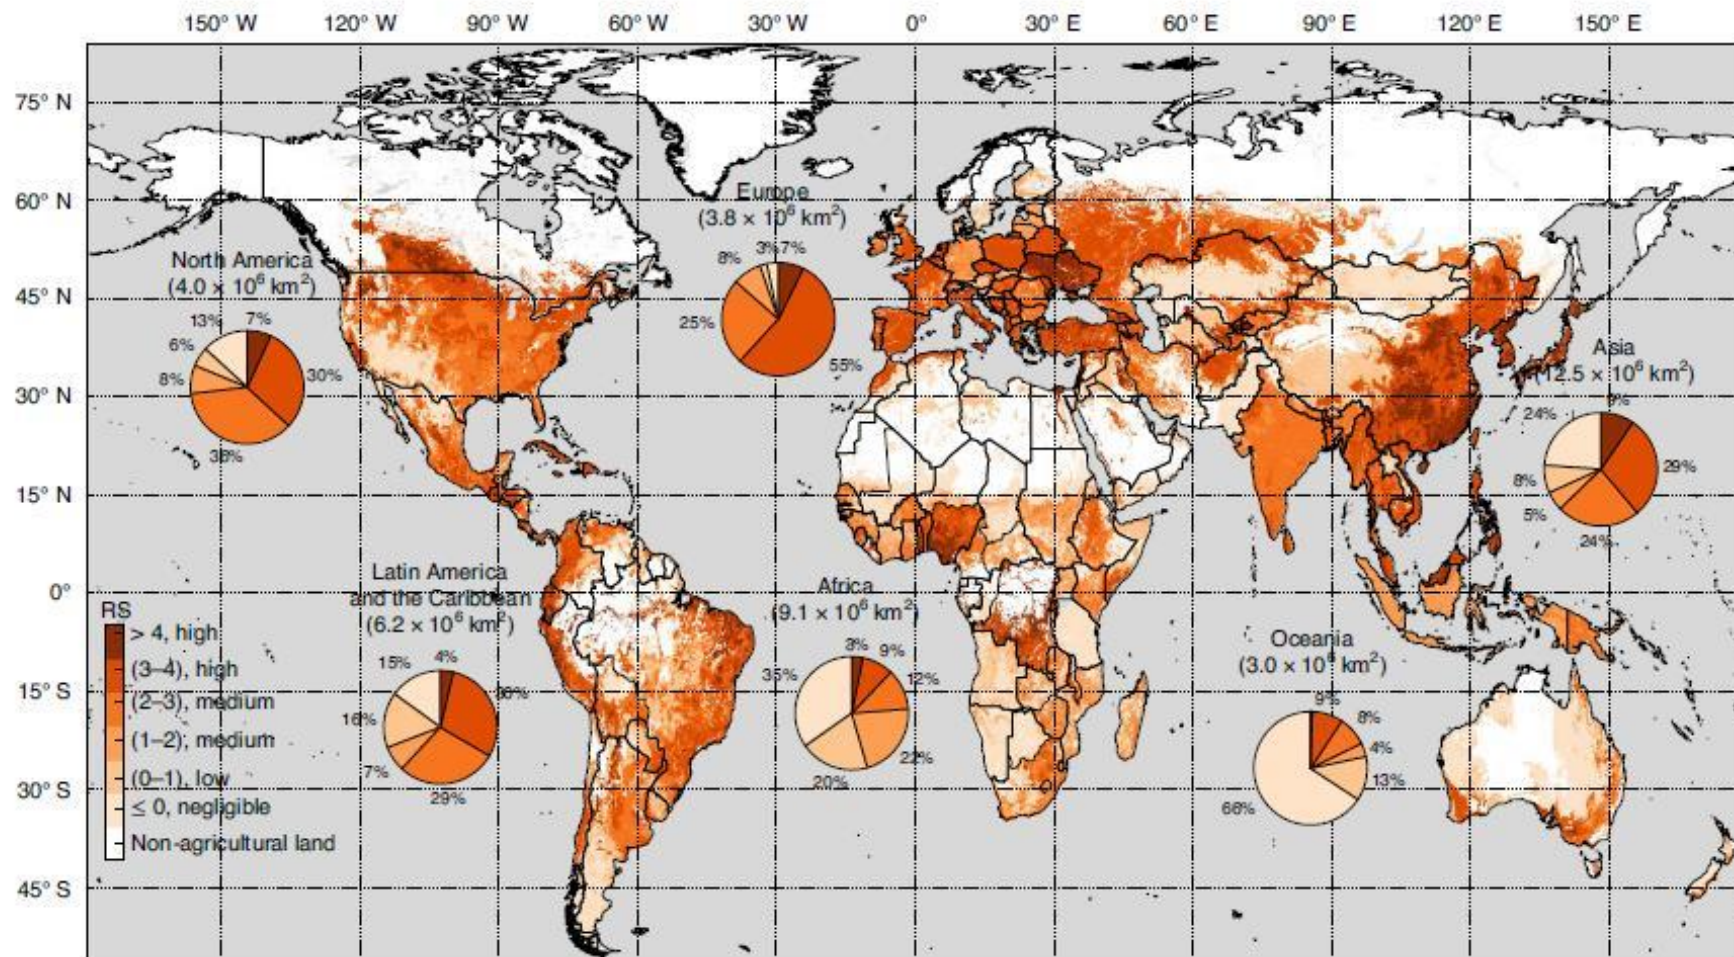 150° W 120° W 90° W 60° W 30° W 0° 30° E 60° E 90° E 120° E 150° E
75° N
60° N
45° N
30° N
15° N
0°
15° S
30° S
45° S
North America
(4.0 × 10⁶ km²)
13%
7%
6%
30%
8%
Europe
(3.8 × 10⁶ km²)
8%
3%
7%
25%
55%
Asia
(12.5 × 10⁶ km²)
24%
29%
8%
5%
24%
Latin America
and the Caribbean
(6.2 × 10⁶ km²)
15%
4%
16%
7%
29%
Africa
(9.1 × 10⁶ km²)
35%
3%
9%
12%
22%
20%
Oceania
(3.0 × 10⁶ km²)
9%
8%
4%
13%
66%
RS
> 4, high
(3–4), high
(2–3), medium
(1–2), medium
(0–1), low
≤ 0, negligible
Non-agricultural land